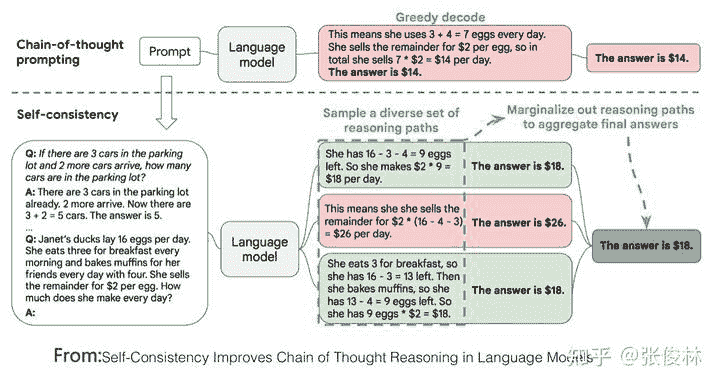 Greedy decode
Chain-of-thought
prompting
Prompt
Language
model
This means she uses 3 + 4 = 7 eggs every day.
She sells the remainder for $2 per egg, so in
total she sells 7 * $2 = $14 per day.
The answer is $14.
The answer is $14.
Self-consistency
Sample a diverse set of
reasoning paths
Marginalize out reasoning paths
to aggregate final answers
Q: If there are 3 cars in the parking
lot and 2 more cars arrive, how many
cars are in the parking lot?
A: There are 3 cars in the parking lot
already. 2 more arrive. Now there are
3 + 2 = 5 cars. The answer is 5.
...
Q: Janet's ducks lay 16 eggs per day.
She eats three for breakfast every
morning and bakes muffins for her
friends every day with four. She sells
the remainder for $2 per egg. How
much does she make every day?
A:
Language
model
She has 16 - 3 - 4 = 9 eggs
left. So she makes $2 * 9 =
$18 per day.
The answer is $18.
This means she she sells the
remainder for $2 * (16 - 4 - 3)
= $26 per day.
The answer is $26.
She eats 3 for breakfast, so
she has 16 - 3 = 13 left. Then
she bakes muffins, so she
has 13 - 4 = 9 eggs left. So
she has 9 eggs * $2 = $18.
The answer is $18.
The answer is $18.
From:Self-Consistency Improves Chain of Thought Reasoning in Language
知乎 @张俊林